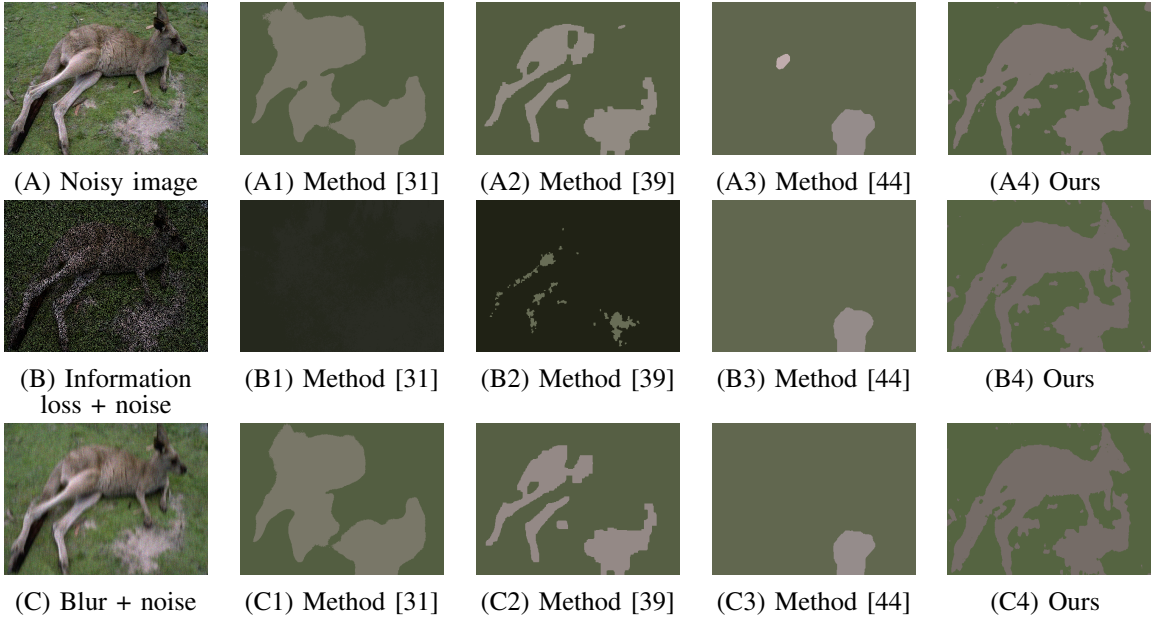 (A) Noisy image
(A1) Method [31]
(A2) Method [39]
(A3) Method [44]
(A4) Ours
(B) Information
loss + noise
(B1) Method [31]
(B2) Method [39]
(B3) Method [44]
(B4) Ours
(C) Blur + noise
(C1) Method [31]
(C2) Method [39]
(C3) Method [44]
(C4) Ours